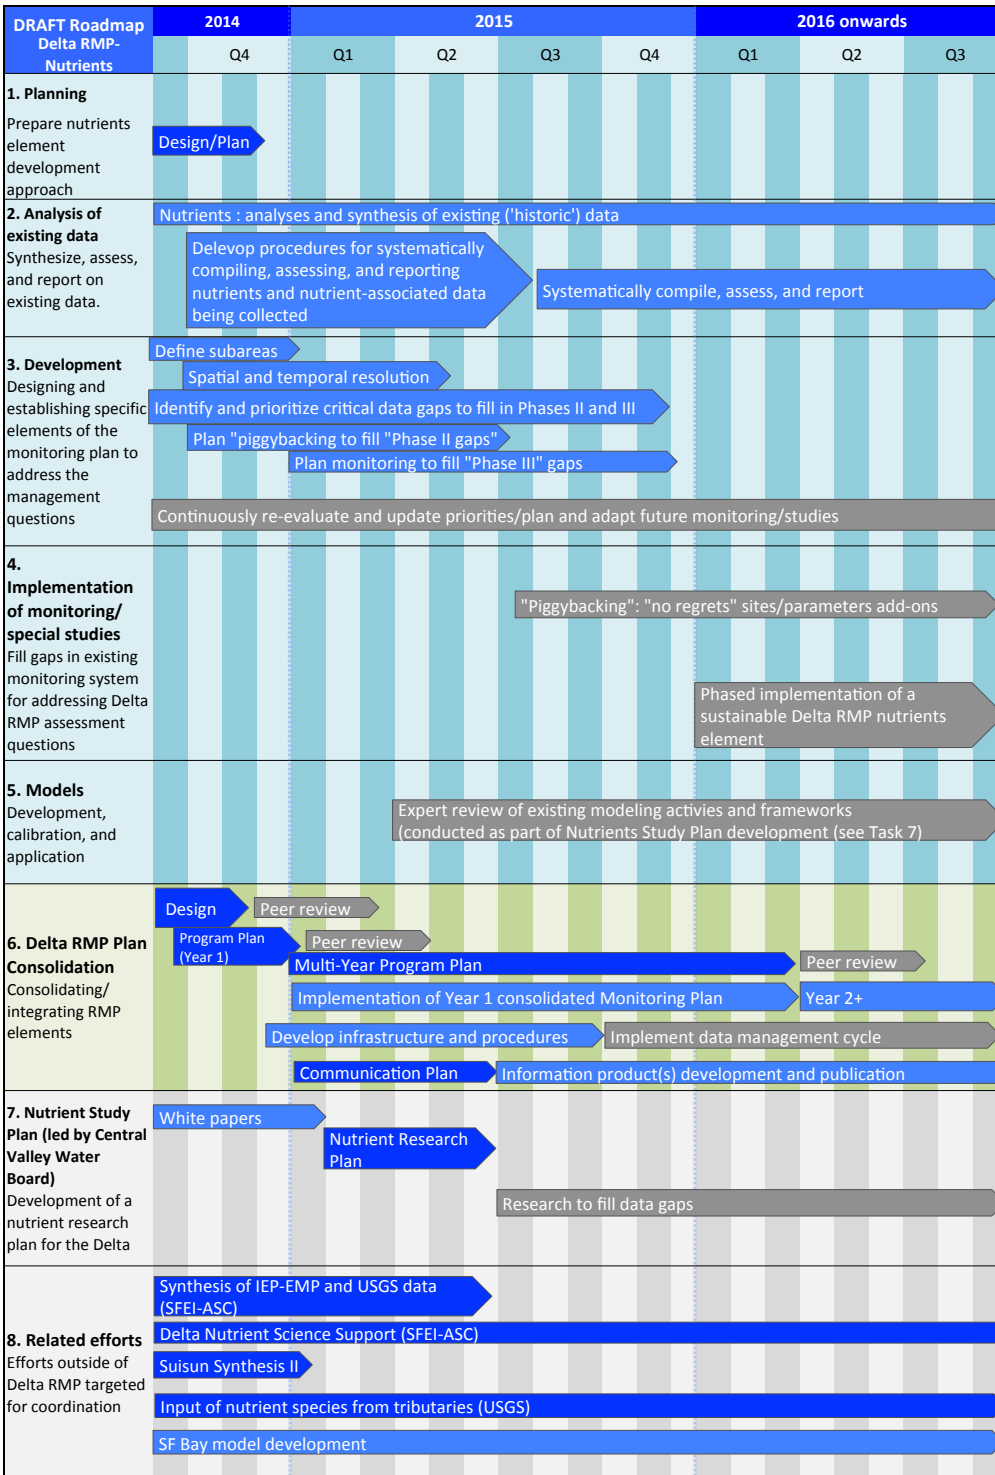 DRAFT Roadmap
Delta RMP-
Nutrients
2014
2015
2016 onwards
Q4
Q1
Q2
Q3
Q4
Q1
Q2
Q3
1. Planning
Prepare nutrients
element
development
approach
Design/Plan
2. Analysis of
existing data
Synthesize, assess,
and report on
existing data.
Nutrients : analyses and synthesis of existing ('historic') data
Delevop procedures for systematically
compiling, assessing, and reporting
nutrients and nutrient-associated data
being collected
Systematically compile, assess, and report
3. Development
Designing and
establishing specific
elements of the
monitoring plan to
address the
management
questions
Define subareas
Spatial and temporal resolution
Identify and prioritize critical data gaps to fill in Phases II and III
Plan "piggybacking to fill "Phase II gaps"
Plan monitoring to fill "Phase III" gaps
Continuously re-evaluate and update priorities/plan and adapt future monitoring/studies
4.
Implementation
of monitoring/
special studies
Fill gaps in existing
monitoring system
for addressing Delta
RMP assessment
questions
"Piggybacking": "no regrets" sites/parameters add-ons
Phased implementation of a
sustainable Delta RMP nutrients
element
5. Models
Development,
calibration, and
application
Expert review of existing modeling activies and frameworks
(conducted as part of Nutrients Study Plan development (see Task 7)
6. Delta RMP Plan
Consolidation
Consolidating/
integrating RMP
elements
Design
Peer review
Program Plan
(Year 1)
Peer review
Multi-Year Program Plan
Peer review
Implementation of Year 1 consolidated Monitoring Plan
Year 2+
Develop infrastructure and procedures
Implement data management cycle
Communication Plan
Information product(s) development and publication
7. Nutrient Study
Plan (led by Central
Valley Water
Board)
Development of a
nutrient research
plan for the Delta
White papers
Nutrient Research
Plan
Research to fill data gaps
8. Related efforts
Efforts outside of
Delta RMP targeted
for coordination
Synthesis of IEP-EMP and USGS data
(SFEI-ASC)
Delta Nutrient Science Support (SFEI-ASC)
Suisun Synthesis II
Input of nutrient species from tributaries (USGS)
SF Bay model development